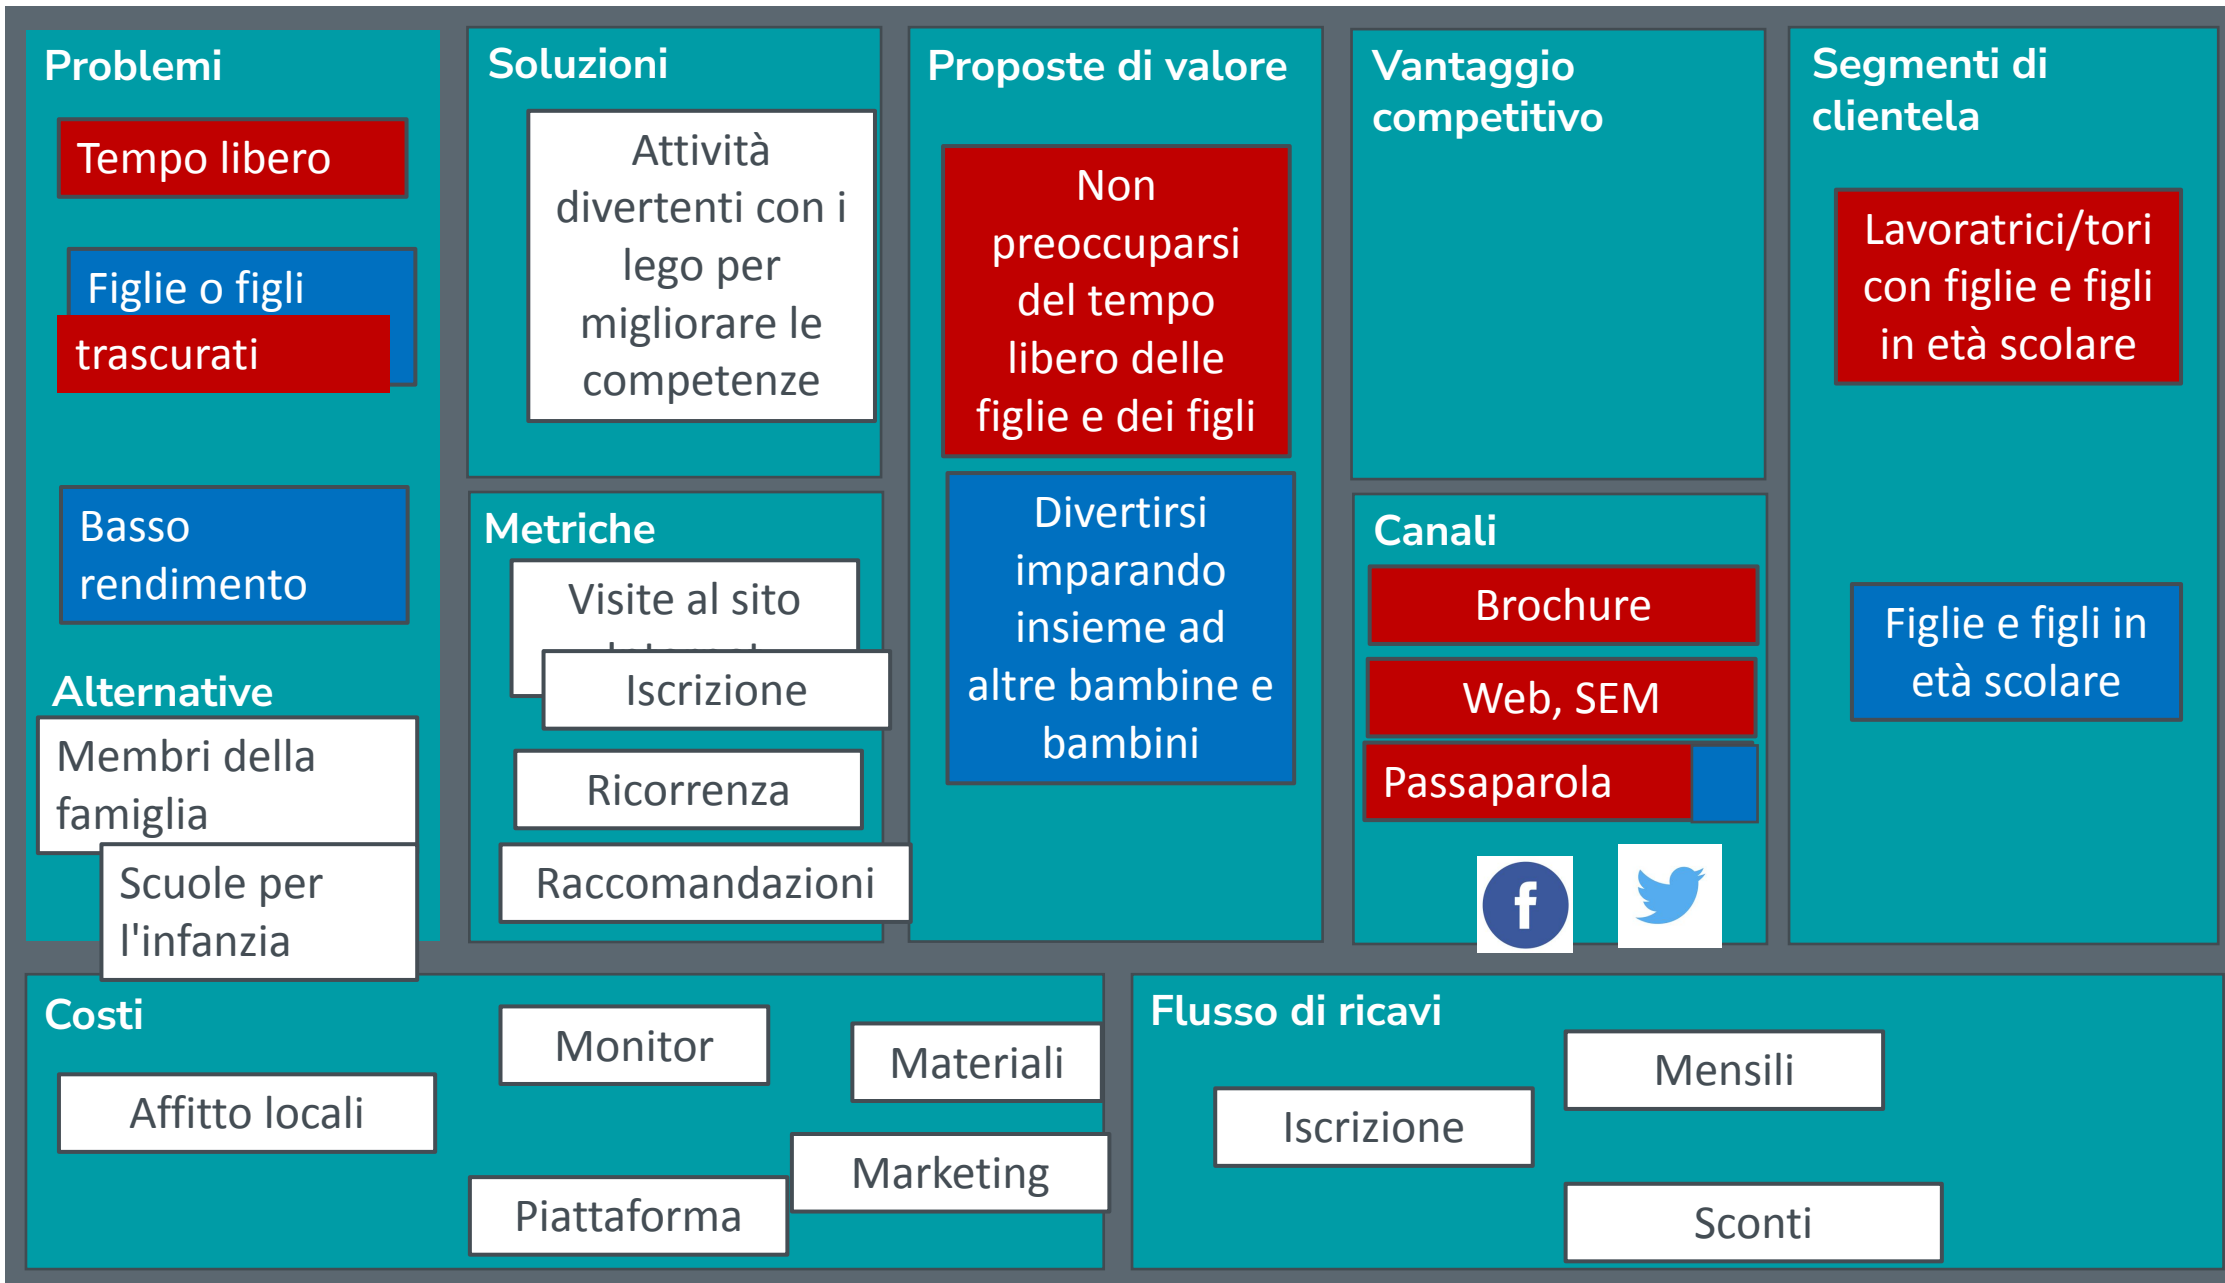 Problemi
Tempo libero
Figlie o figli
trascurati
Basso
rendimento
Alternative
Membri della
famiglia
Scuole per
l'infanzia
Soluzioni
Attività
divertenti con i
lego per
migliorare le
competenze
Metriche
Visite al sito
Iscrizione
Ricorrenza
Raccomandazioni
Proposte di valore
Non
preoccuparsi
del tempo
libero delle
figlie e dei figli
Divertirsi
imparando
insieme ad
altre bambine e
bambini
Vantaggio
competitivo
Canali
Brochure
Web, SEM
Passaparola
f
Segmenti di
clientela
Lavoratrici/tori
con figlie e figli
in età scolare
Figlie e figli in
età scolare
Costi
Affitto locali
Monitor
Materiali
Marketing
Piattaforma
Flusso di ricavi
Iscrizione
Mensili
Sconti